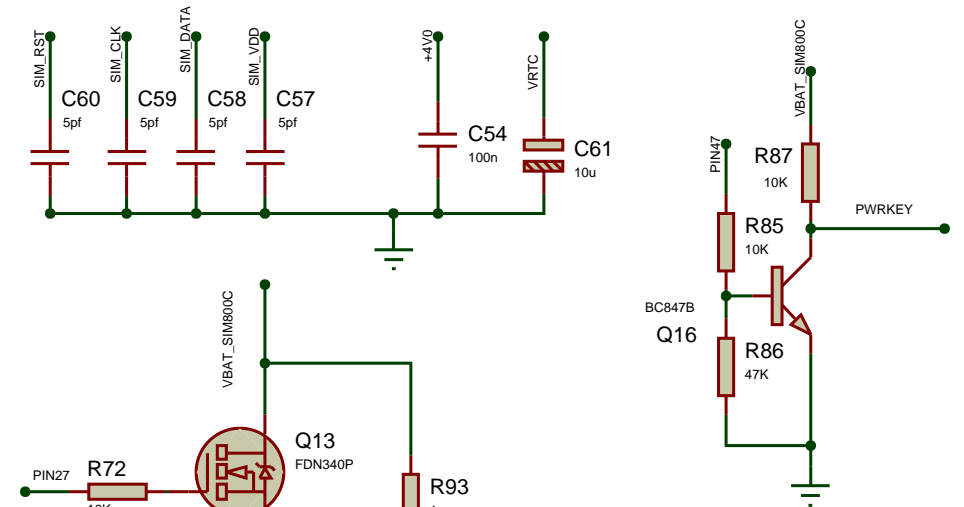 SIM_RST
SIM_CLK
SIM_DATA
SIM_VDD
+4V0
VRTC
VBAT_SIM800C
C60
5pf
C59
5pf
C58
5pf
C57
5pf
C54
100n
C61
10u
PIN47
R87
10K
PWRKEY
R85
10K
BC847B
Q16
R86
47K
VBAT_SIM800C
Q13
FDN340P
PIN27
R72
R93